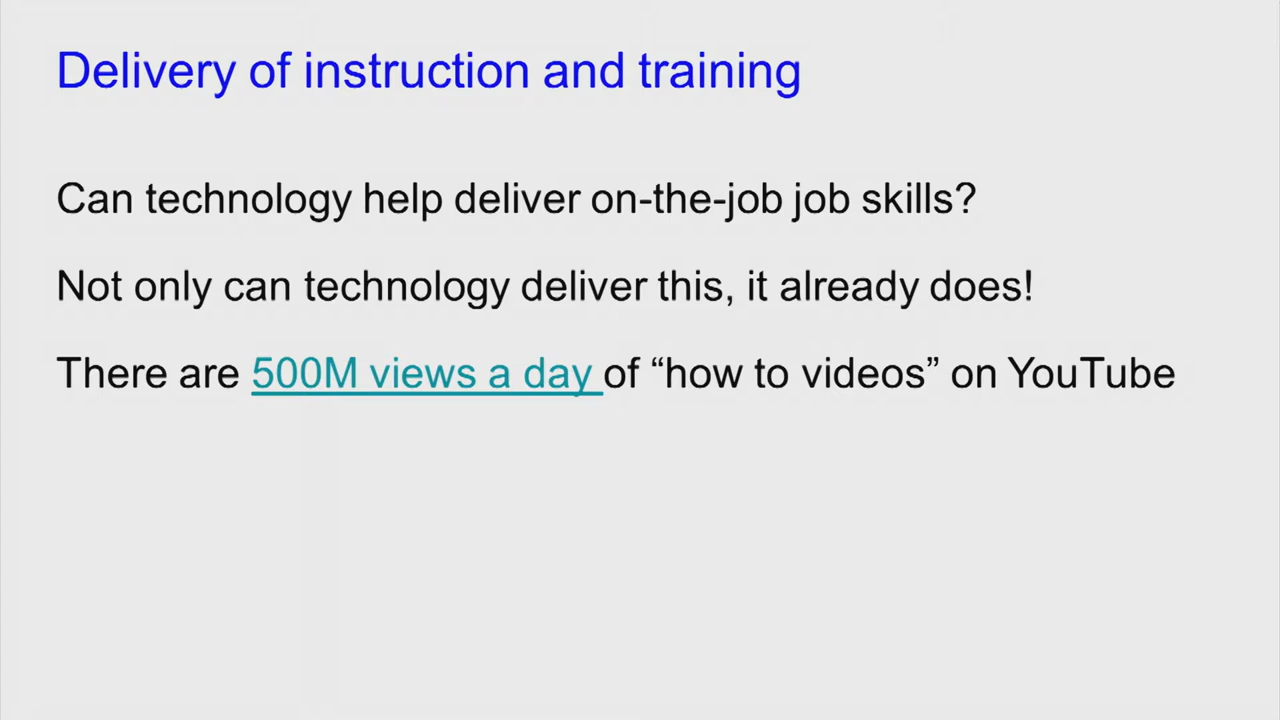 Delivery of instruction and training
Can technology help deliver on-the-job job skills?
Not only can technology deliver this, it already does!
There are 500M views a day of “how to videos” on YouTube